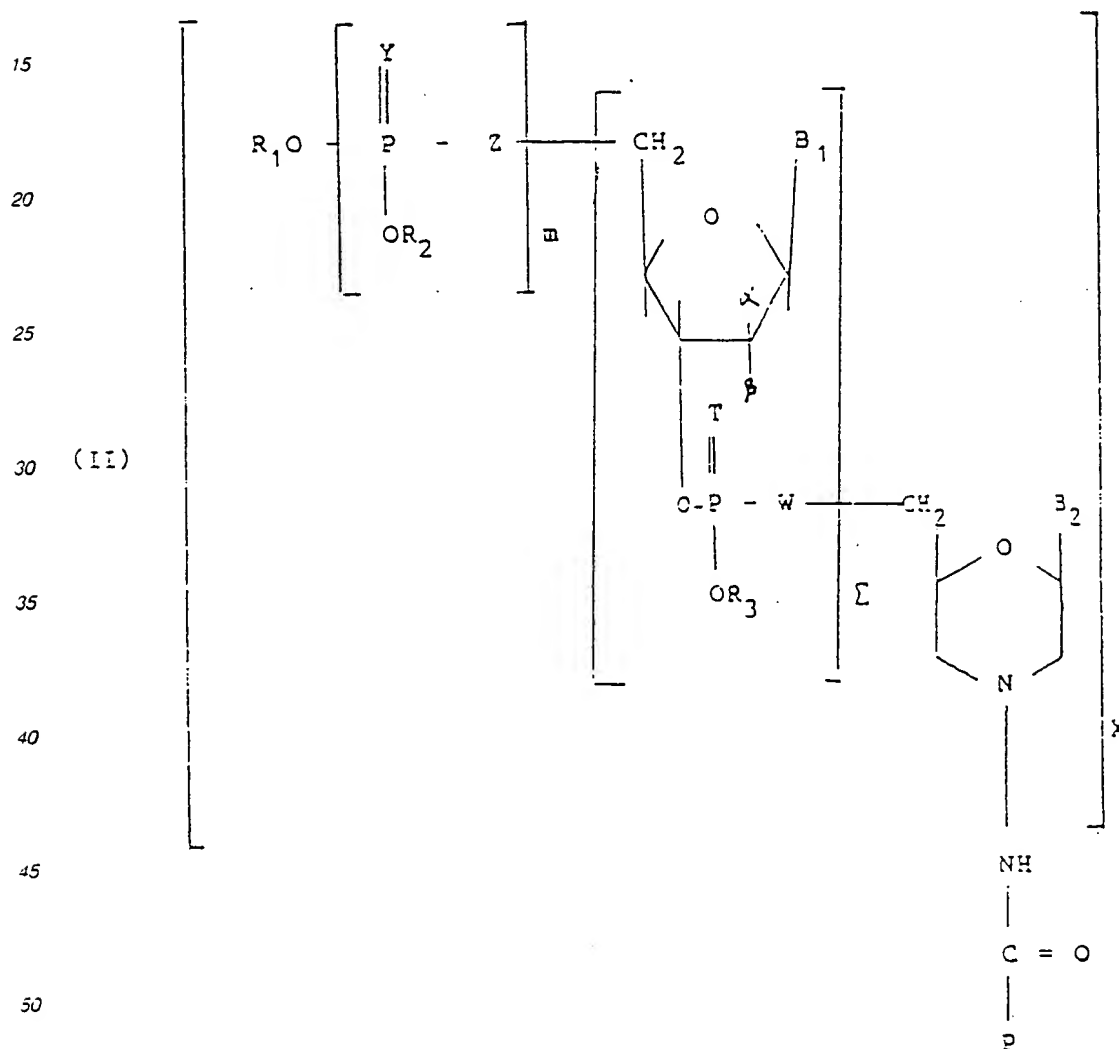 15
Y
||
R₁O - P - Z CH₂ B₁
20
OR₂ m O
25
γ
β
T
||
30 (II)
O-P - W CH₂ B₂
O
35
OR₃ Σ
N
40
x
45
NH
C = O
50
P